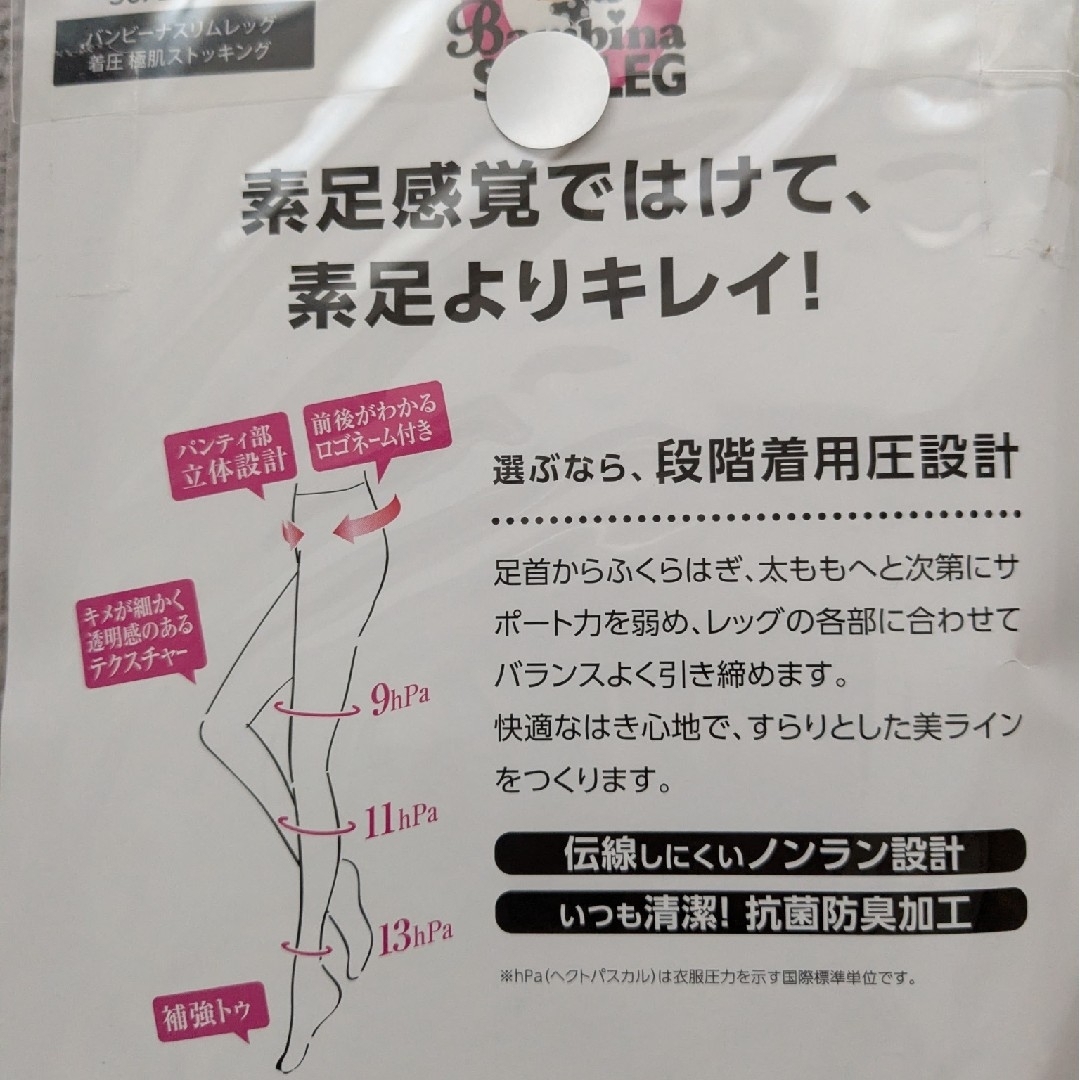 バンビーナスリムレッグ
着圧 極肌ストッキング
Bambina
LEG
素足感覚ではけて、
素足よりキレイ!
パンティ部
立体設計
前後がわかる
ロゴネーム付き
キメが細かく
透明感のある
テクスチャー
9hPa
11hPa
13hPa
補強トゥ
選ぶなら、段階着用圧設計
足首からふくらはぎ、太ももへと次第にサ
ポート力を弱め、レッグの各部に合わせて
バランスよく引き締めます。
快適なはき心地で、すらりとした美ライン
をつくります。
伝線しにくいノンラン設計
いつも清潔! 抗菌防臭加工
※hPa(ヘクトパスカル)は衣服圧力を示す国際標準単位です。